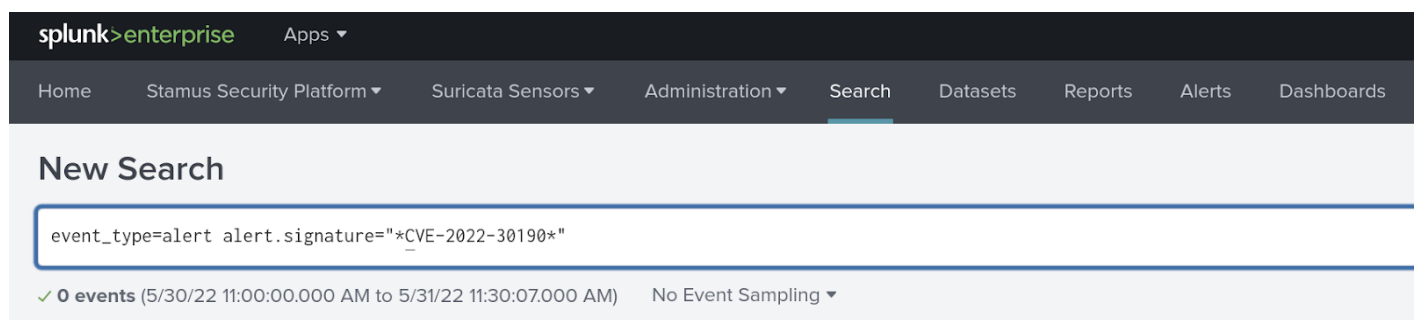 splunk>enterprise Apps
Home Stamus Security Platform Suricata Sensors Administration Search Datasets Reports Alerts Dashboards
New Search
event_type=alert alert.signature="*CVE-2022-30190*"
0 events (5/30/22 11:00:00.000 AM to 5/31/22 11:30:07.000 AM) No Event Sampling